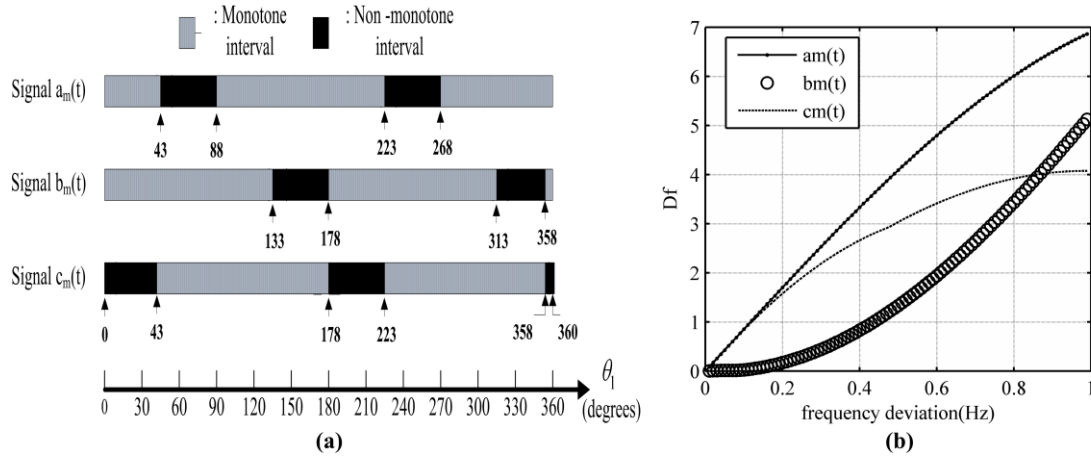 : Monotone interval
: Non -monotone interval
Signal am(t)
43 88 223 268
Signal bm(t)
133 178 313 358
Signal cm(t)
0 43 178 223 358 360
θ1
0 30 60 90 120 150 180 210 240 270 300 330 360 (degrees)
(a)
7
6
5
4
3
2
1
0
Df
am(t)
bm(t)
cm(t)
0 0.2 0.4 0.6 0.8 1
frequency deviation(Hz)
(b)